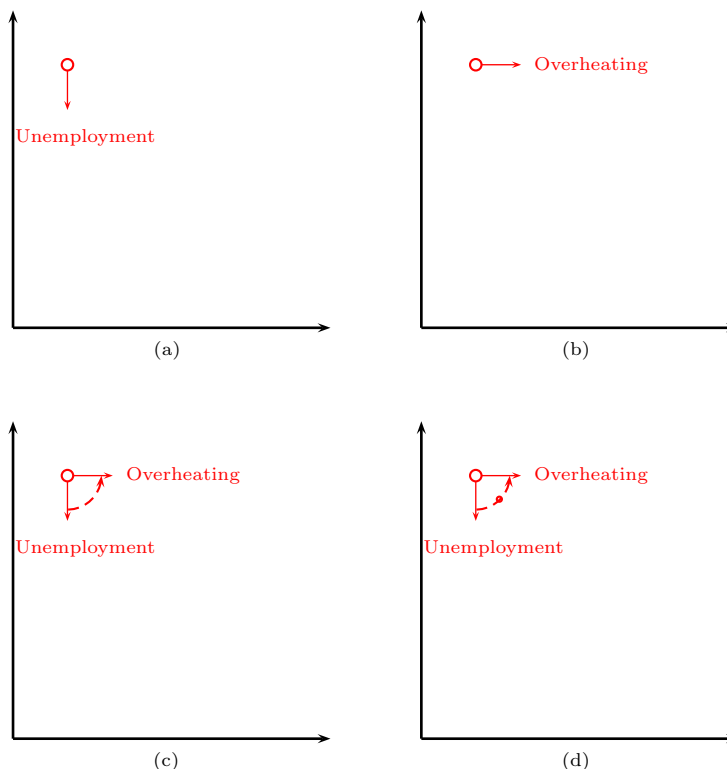 Unemployment
Overheating
(a)
(b)
Overheating
Unemployment
Overheating
Unemployment
(c)
(d)